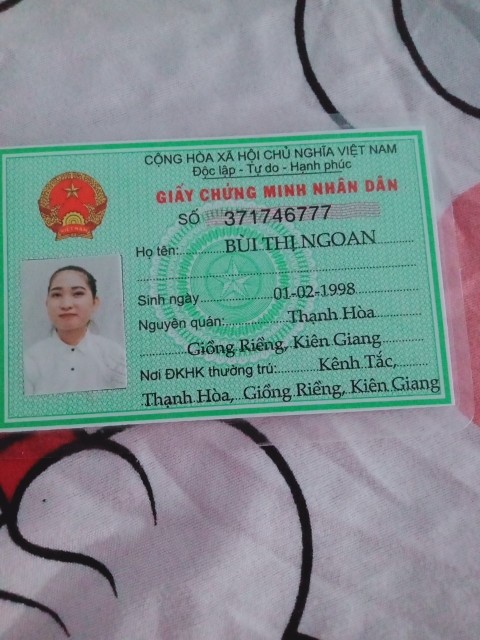 CỘNG HÒA XÃ HỘI CHỦ NGHĨA VIỆT NAM
Độc lập - Tự do - Hạnh phúc
GIẤY CHỨNG MINH NHÂN DÂN
SỐ 371746777
Họ tên: BÙI THỊ NGOAN
Sinh ngày 01-02-1998
Nguyên quán: Thạnh Hòa
Giồng Riềng, Kiên Giang
Nơi ĐKHK thường trú: Kênh Tắc,
Thạnh Hòa, Giồng Riềng, Kiên Giang
VIỆT NAM